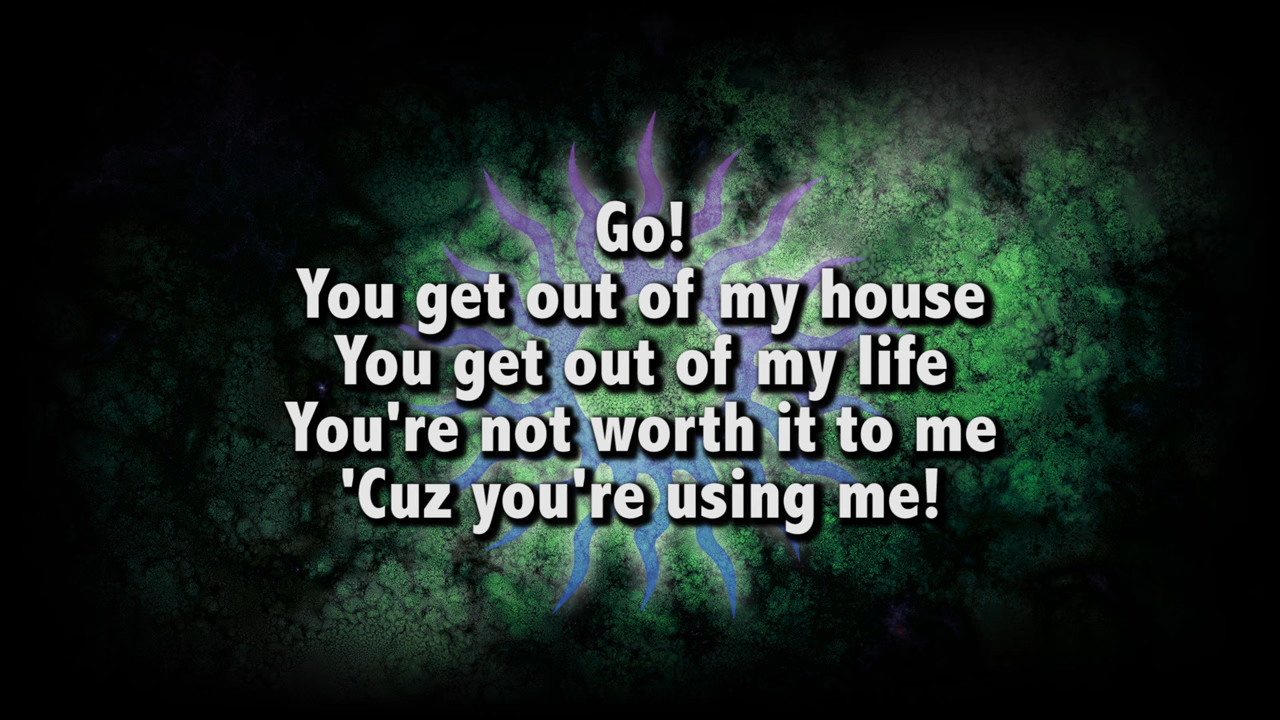 Go!
You get out of my house
You get out of my life
You're not worth it to me
'Cuz you're using me!